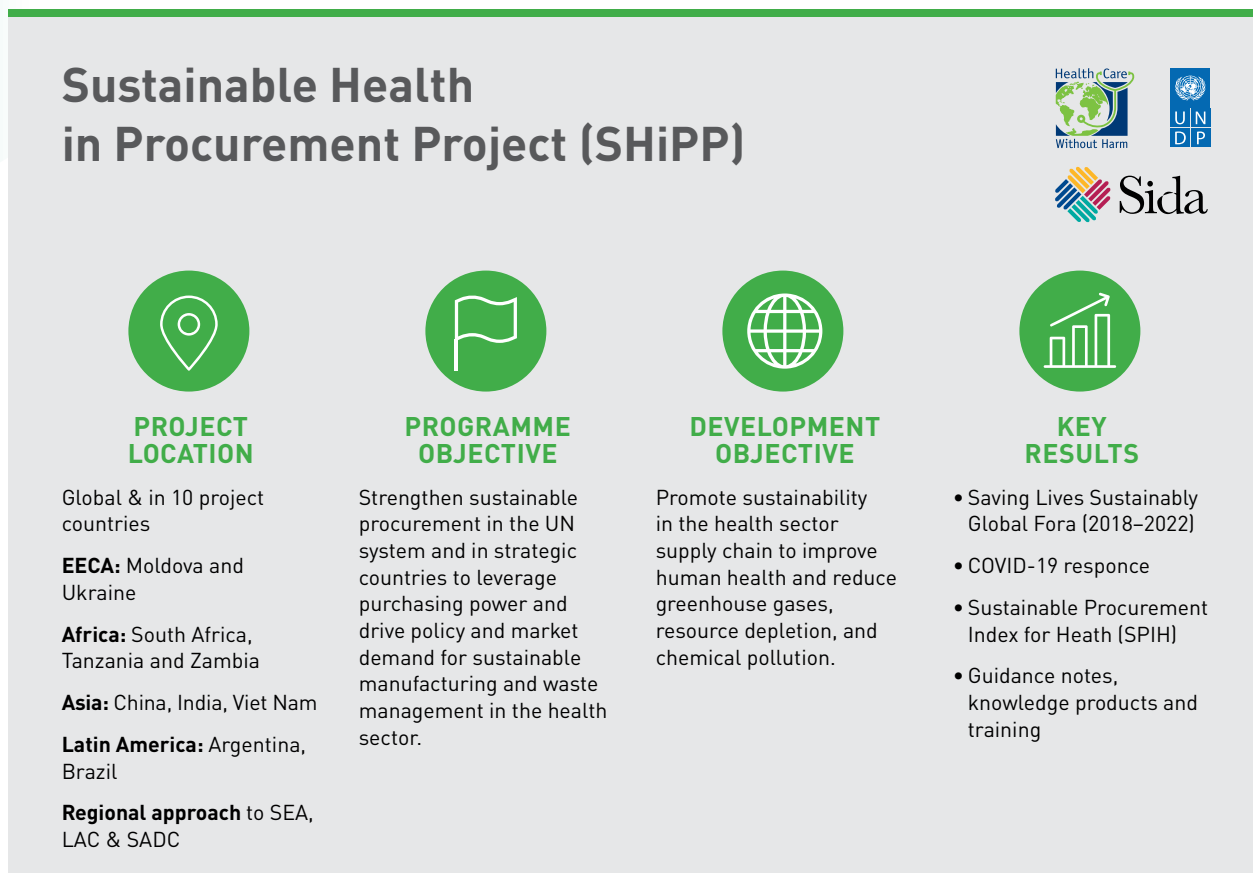 Sustainable Health
in Procurement Project (SHiPP)
Health Care
Without Harm
U N
D P
Sida
PROJECT
LOCATION
Global & in 10 project
countries
EECA: Moldova and
Ukraine
Africa: South Africa,
Tanzania and Zambia
Asia: China, India, Viet Nam
Latin America: Argentina,
Brazil
Regional approach to SEA,
LAC & SADC
PROGRAMME
OBJECTIVE
Strengthen sustainable
procurement in the UN
system and in strategic
countries to leverage
purchasing power and
drive policy and market
demand for sustainable
manufacturing and waste
management in the health
sector.
DEVELOPMENT
OBJECTIVE
Promote sustainability
in the health sector
supply chain to improve
human health and reduce
greenhouse gases,
resource depletion, and
chemical pollution.
KEY
RESULTS
• Saving Lives Sustainably
Global Fora (2018–2022)
• COVID-19 responce
• Sustainable Procurement
Index for Heath (SPIH)
• Guidance notes,
knowledge products and
training